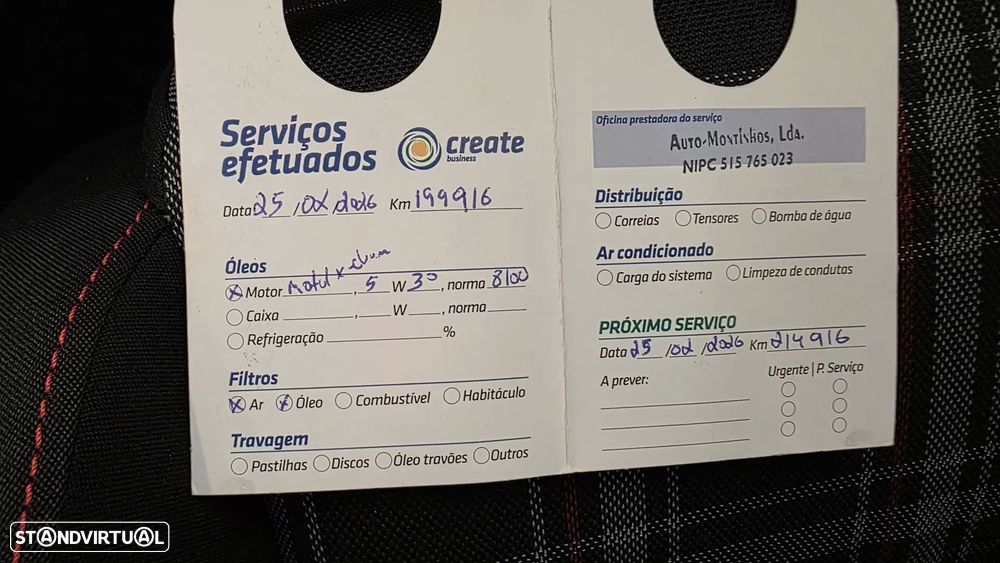 Serviços
efetuados
create
business
Data 25 / 02 / 2026 Km 199916
Óleos
Motor Motul Xclean , 5 W 30 , norma 8100
Caixa , W , norma
Refrigeração %
Filtros
Ar Óleo Combustível Habitáculo
Travagem
Pastilhas Discos Óleo travões Outros
Oficina prestadora do serviço
Auto-Montinhos, Lda.
NIPC 515 765 023
Distribuição
Correias Tensores Bomba de água
Ar condicionado
Carga do sistema Limpeza de condutas
PRÓXIMO SERVIÇO
Data 25 / 02 / 2026 Km 214916
A prever: Urgente | P. Serviço
STANDVIRTUAL